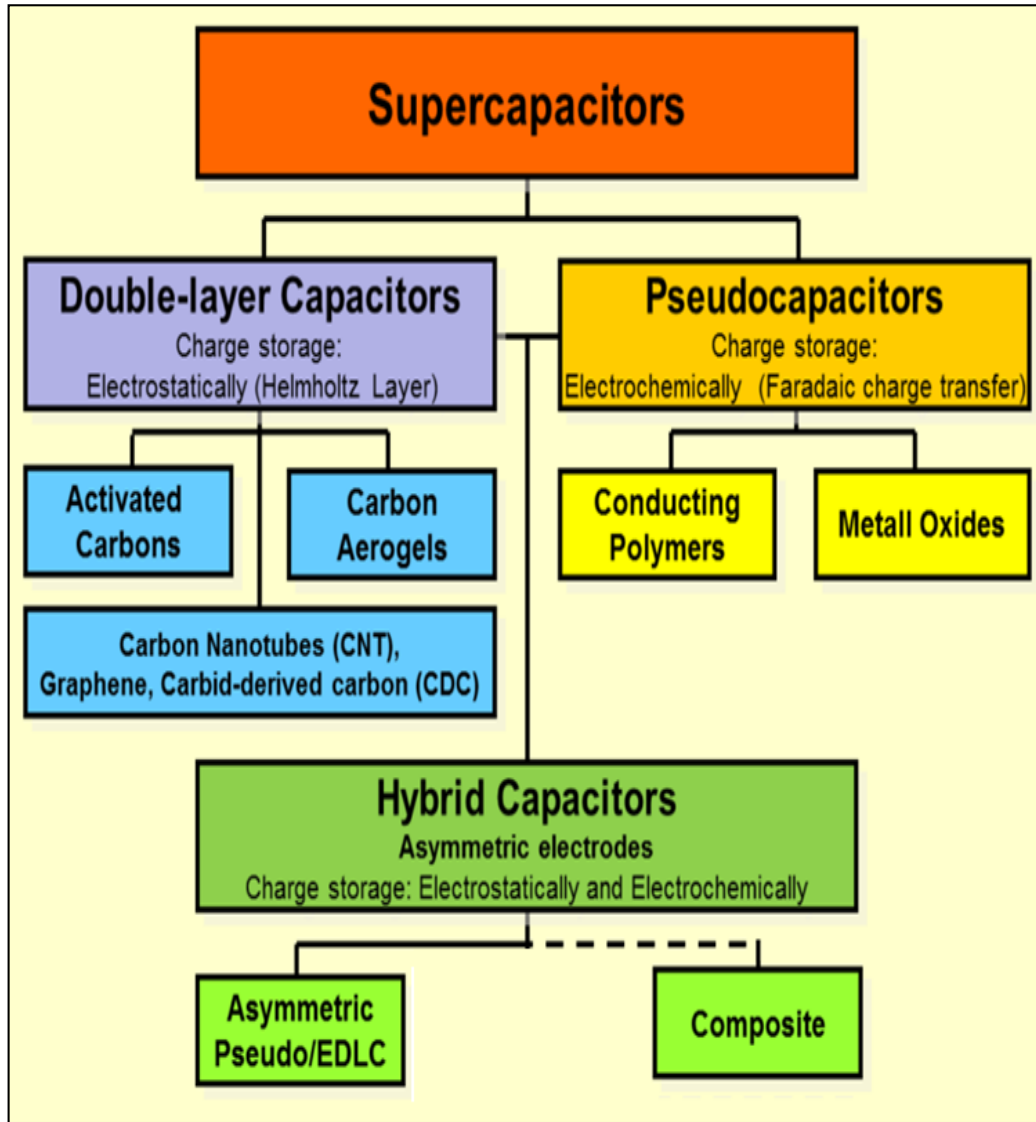 Supercapacitors
Double-layer Capacitors
Charge storage:
Electrostatically (Helmholtz Layer)
Pseudocapacitors
Charge storage:
Electrochemically (Faradaic charge transfer)
Activated
Carbons
Carbon
Aerogels
Conducting
Polymers
Metall Oxides
Carbon Nanotubes (CNT),
Graphene, Carbid-derived carbon (CDC)
Hybrid Capacitors
Asymmetric electrodes
Charge storage: Electrostatically and Electrochemically
Asymmetric
Pseudo/EDLC
Composite